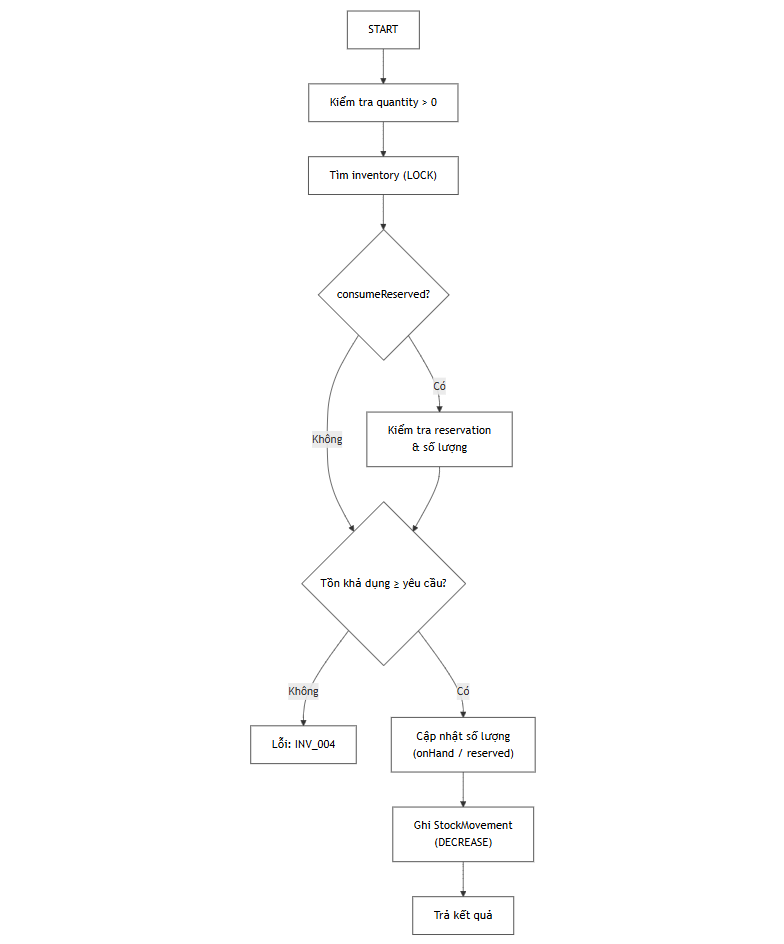 START
Kiểm tra quantity > 0
Tìm inventory (LOCK)
consumeReserved?
Có
Kiểm tra reservation
& số lượng
Không
Tồn khả dụng ≥ yêu cầu?
Không
Có
Lỗi: INV_004
Cập nhật số lượng
(onHand / reserved)
Ghi StockMovement
(DECREASE)
Trả kết quả